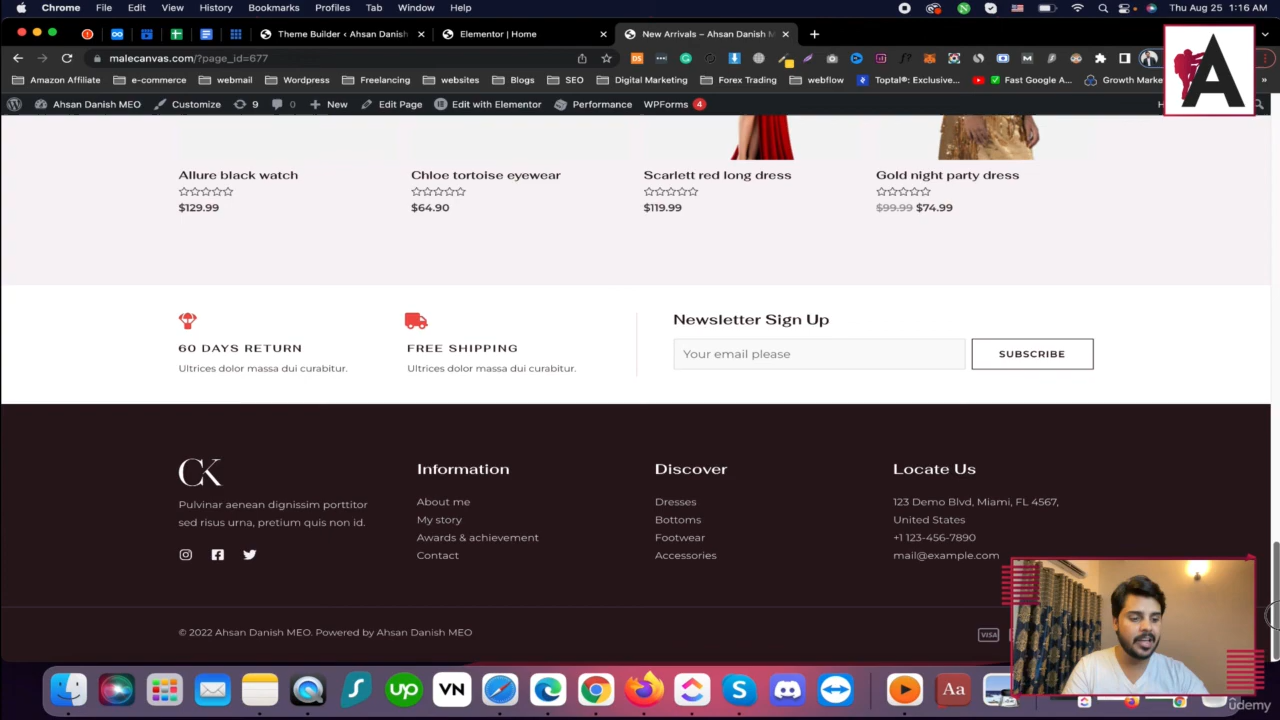 Chrome File Edit View History Bookmarks Profiles Tab Window Help Thu Aug 25 1:16 AM
Theme Builder ‹ Ahsan Danish Elementor | Home New Arrivals – Ahsan Danish M
malecanvas.com/?page_id=677
Amazon Affiliate e-commerce webmail Wordpress Freelancing websites Blogs SEO Digital Marketing Forex Trading webflow Toptal®: Exclusive... Fast Google A... Growth Marke
Ahsan Danish MEO Customize 9 0 New Edit Page Edit with Elementor Performance WPForms 4
A
Allure black watch Chloe tortoise eyewear Scarlett red long dress Gold night party dress
$129.99 $64.90 $119.99 $99.99 $74.99
Newsletter Sign Up
60 DAYS RETURN FREE SHIPPING
Your email please SUBSCRIBE
Ultrices dolor massa dui curabitur. Ultrices dolor massa dui curabitur.
CK Information Discover Locate Us
Pulvinar aenean dignissim porttitor About me Dresses 123 Demo Blvd, Miami, FL 4567,
sed risus urna, pretium quis non id. My story Bottoms United States
Awards & achievement Footwear +1 123-456-7890
Contact Accessories mail@example.com
© 2022 Ahsan Danish MEO. Powered by Ahsan Danish MEO VISA
up VN Aa
udemy